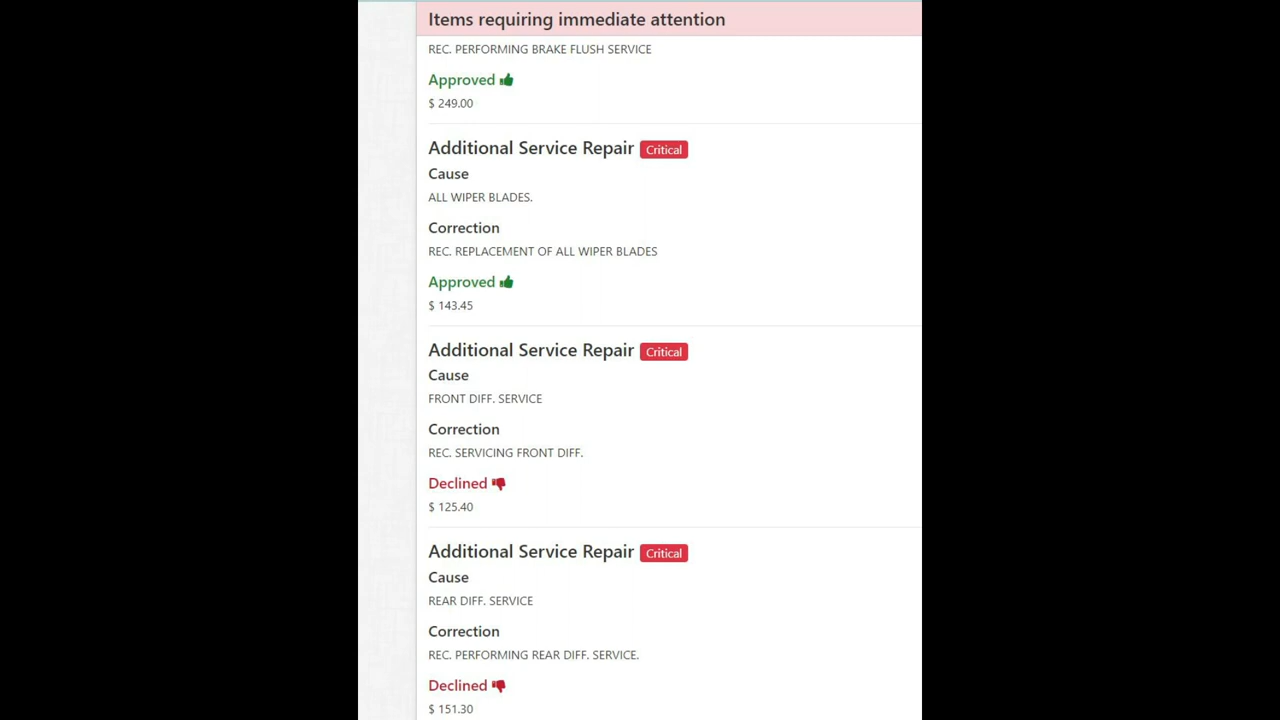 Items requiring immediate attention
REC. PERFORMING BRAKE FLUSH SERVICE
Approved
$ 249.00
Additional Service Repair Critical
Cause
ALL WIPER BLADES.
Correction
REC. REPLACEMENT OF ALL WIPER BLADES
Approved
$ 143.45
Additional Service Repair Critical
Cause
FRONT DIFF. SERVICE
Correction
REC. SERVICING FRONT DIFF.
Declined
$ 125.40
Additional Service Repair Critical
Cause
REAR DIFF. SERVICE
Correction
REC. PERFORMING REAR DIFF. SERVICE.
Declined
$ 151.30